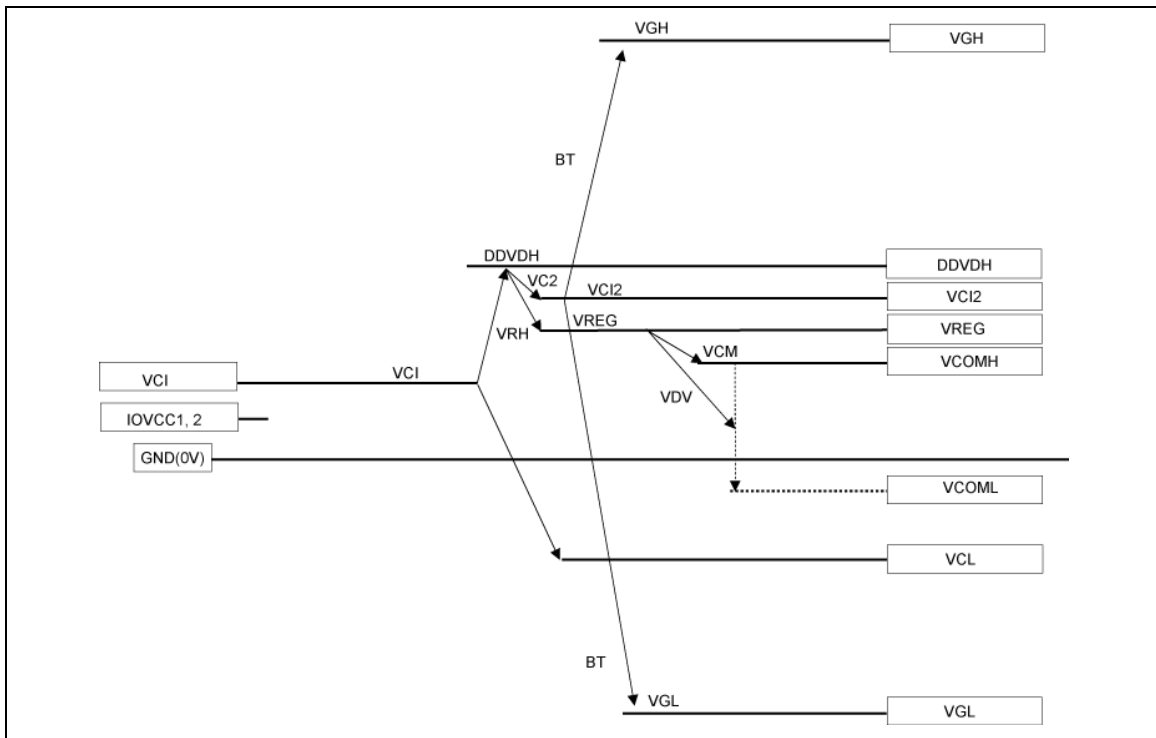 VGH
VGH
BT
DDVDH
DDVDH
VC2
VCI2
VCI2
VRH
VREG
VREG
VCM
VCOMH
VCI
VCI
VDV
IOVCC1, 2
GND(0V)
VCOML
VCL
BT
VGL
VGL